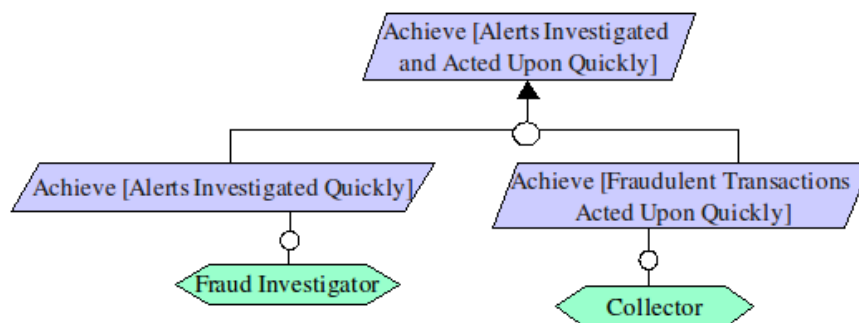 Achieve [Alerts Investigated
and Acted Upon Quickly]
Achieve [Alerts Investigated Quickly]
Achieve [Fraudulent Transactions
Acted Upon Quickly]
Fraud Investigator
Collector